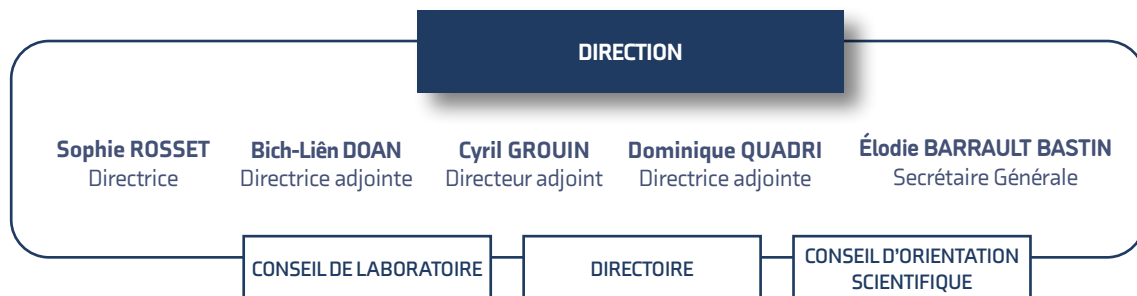 DIRECTION
Sophie ROSSET
Directrice
Bich-Liên DOAN
Directrice adjointe
Cyril GROUIN
Directeur adjoint
Dominique QUADRI
Directrice adjointe
Élodie BARRAULT BASTIN
Secrétaire Générale
CONSEIL DE LABORATOIRE
DIRECTOIRE
CONSEIL D'ORIENTATION
SCIENTIFIQUE